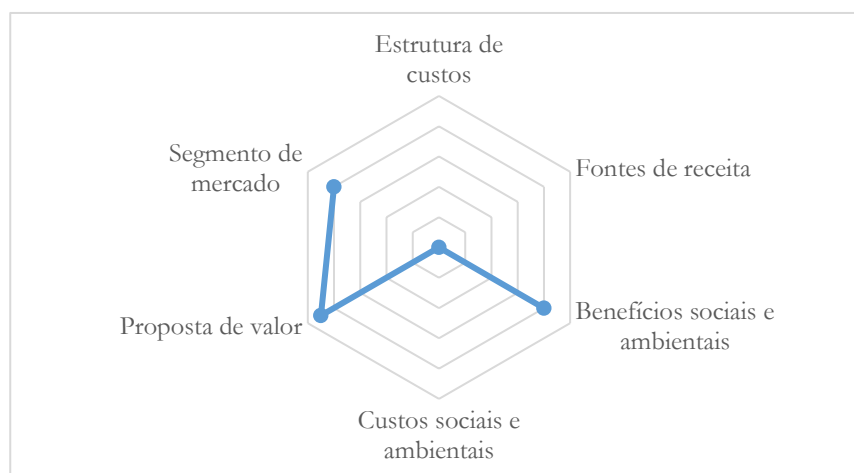 Estrutura de
custos
Fontes de receita
Benefícios sociais e
ambientais
Custos sociais e
ambientais
Proposta de valor
Segmento de
mercado